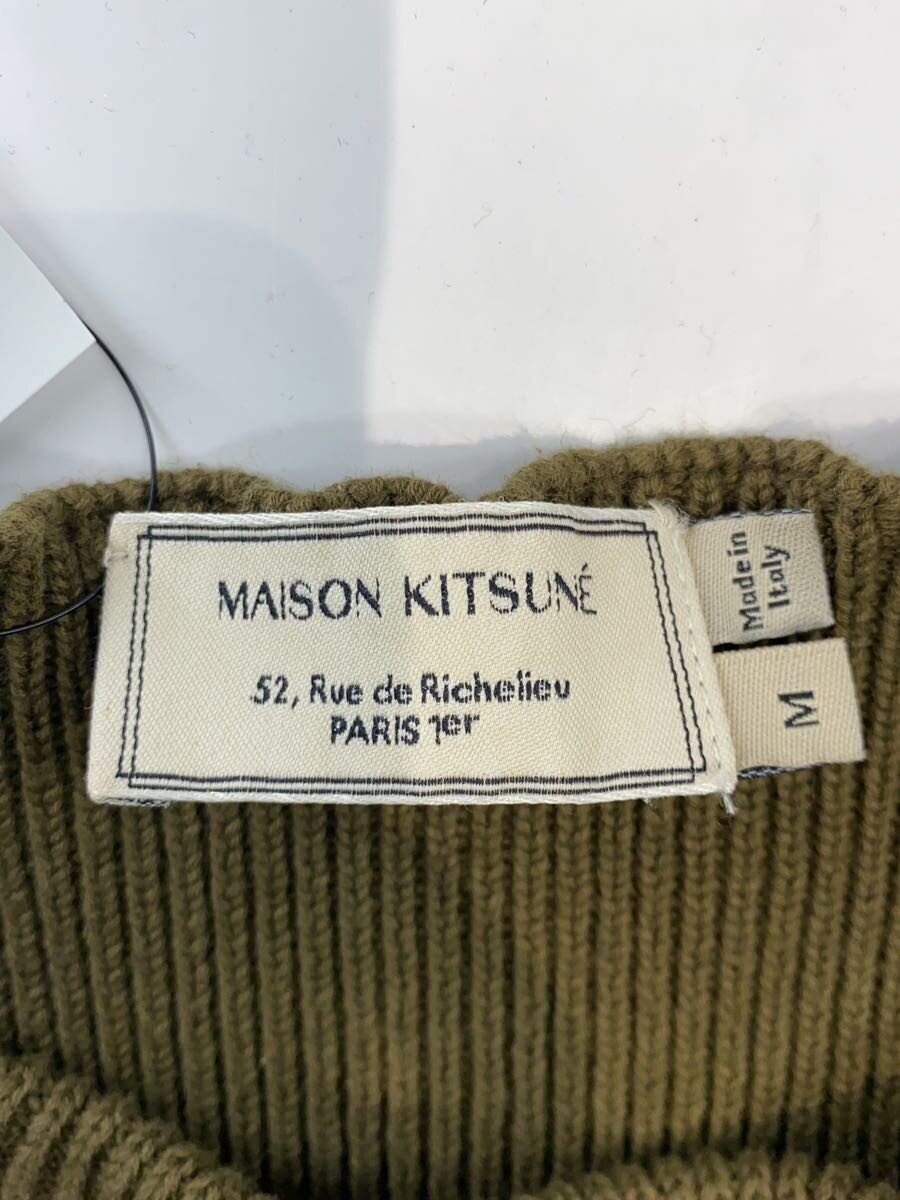 MAISON KITSUNÉ
52, Rue de Richelieu
PARIS 1er
Made in
Italy
M